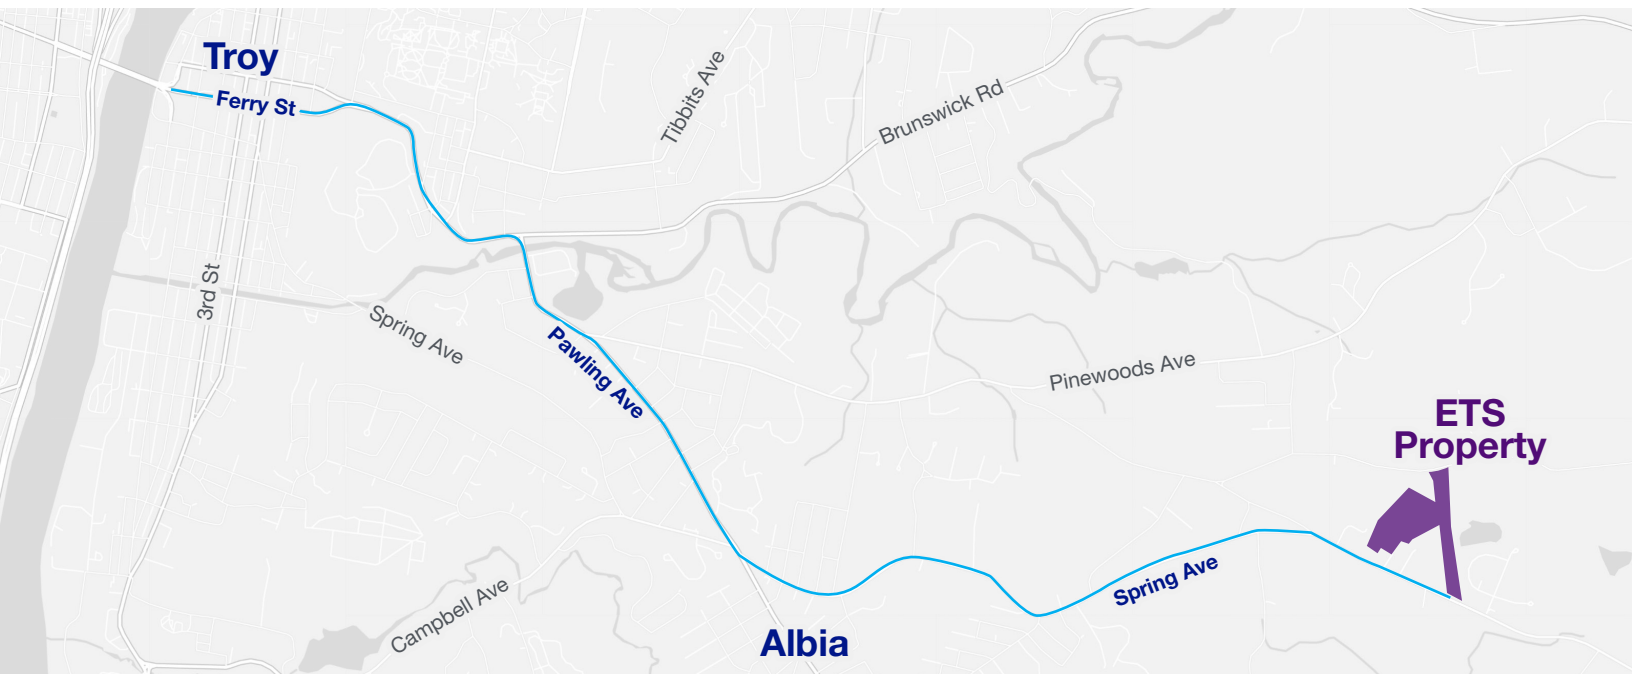 Troy
Ferry St
Tibbits Ave
Brunswick Rd
3rd St
Spring Ave
Pawling Ave
Pinewoods Ave
ETS
Property
Spring Ave
Campbell Ave
Albia